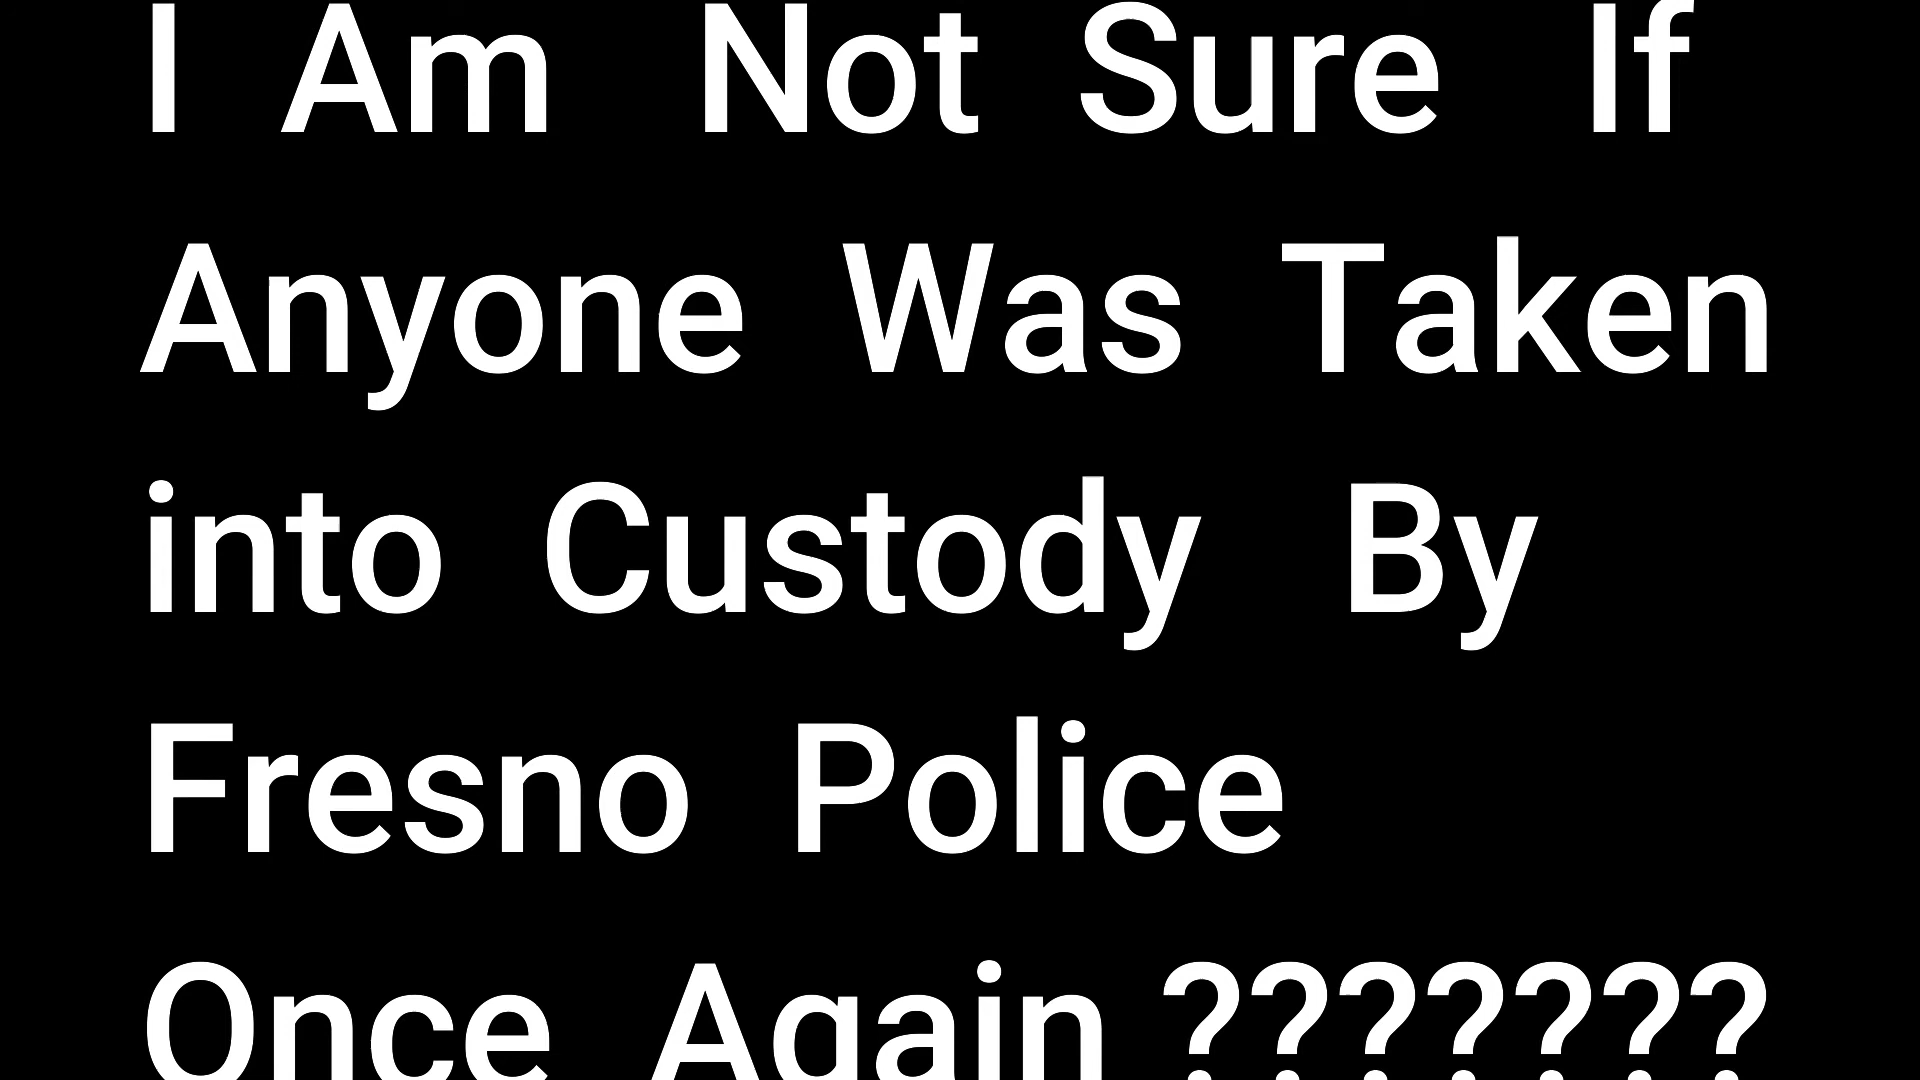 I Am Not Sure If
Anyone Was Taken
into Custody By
Fresno Police
Once Again ???????